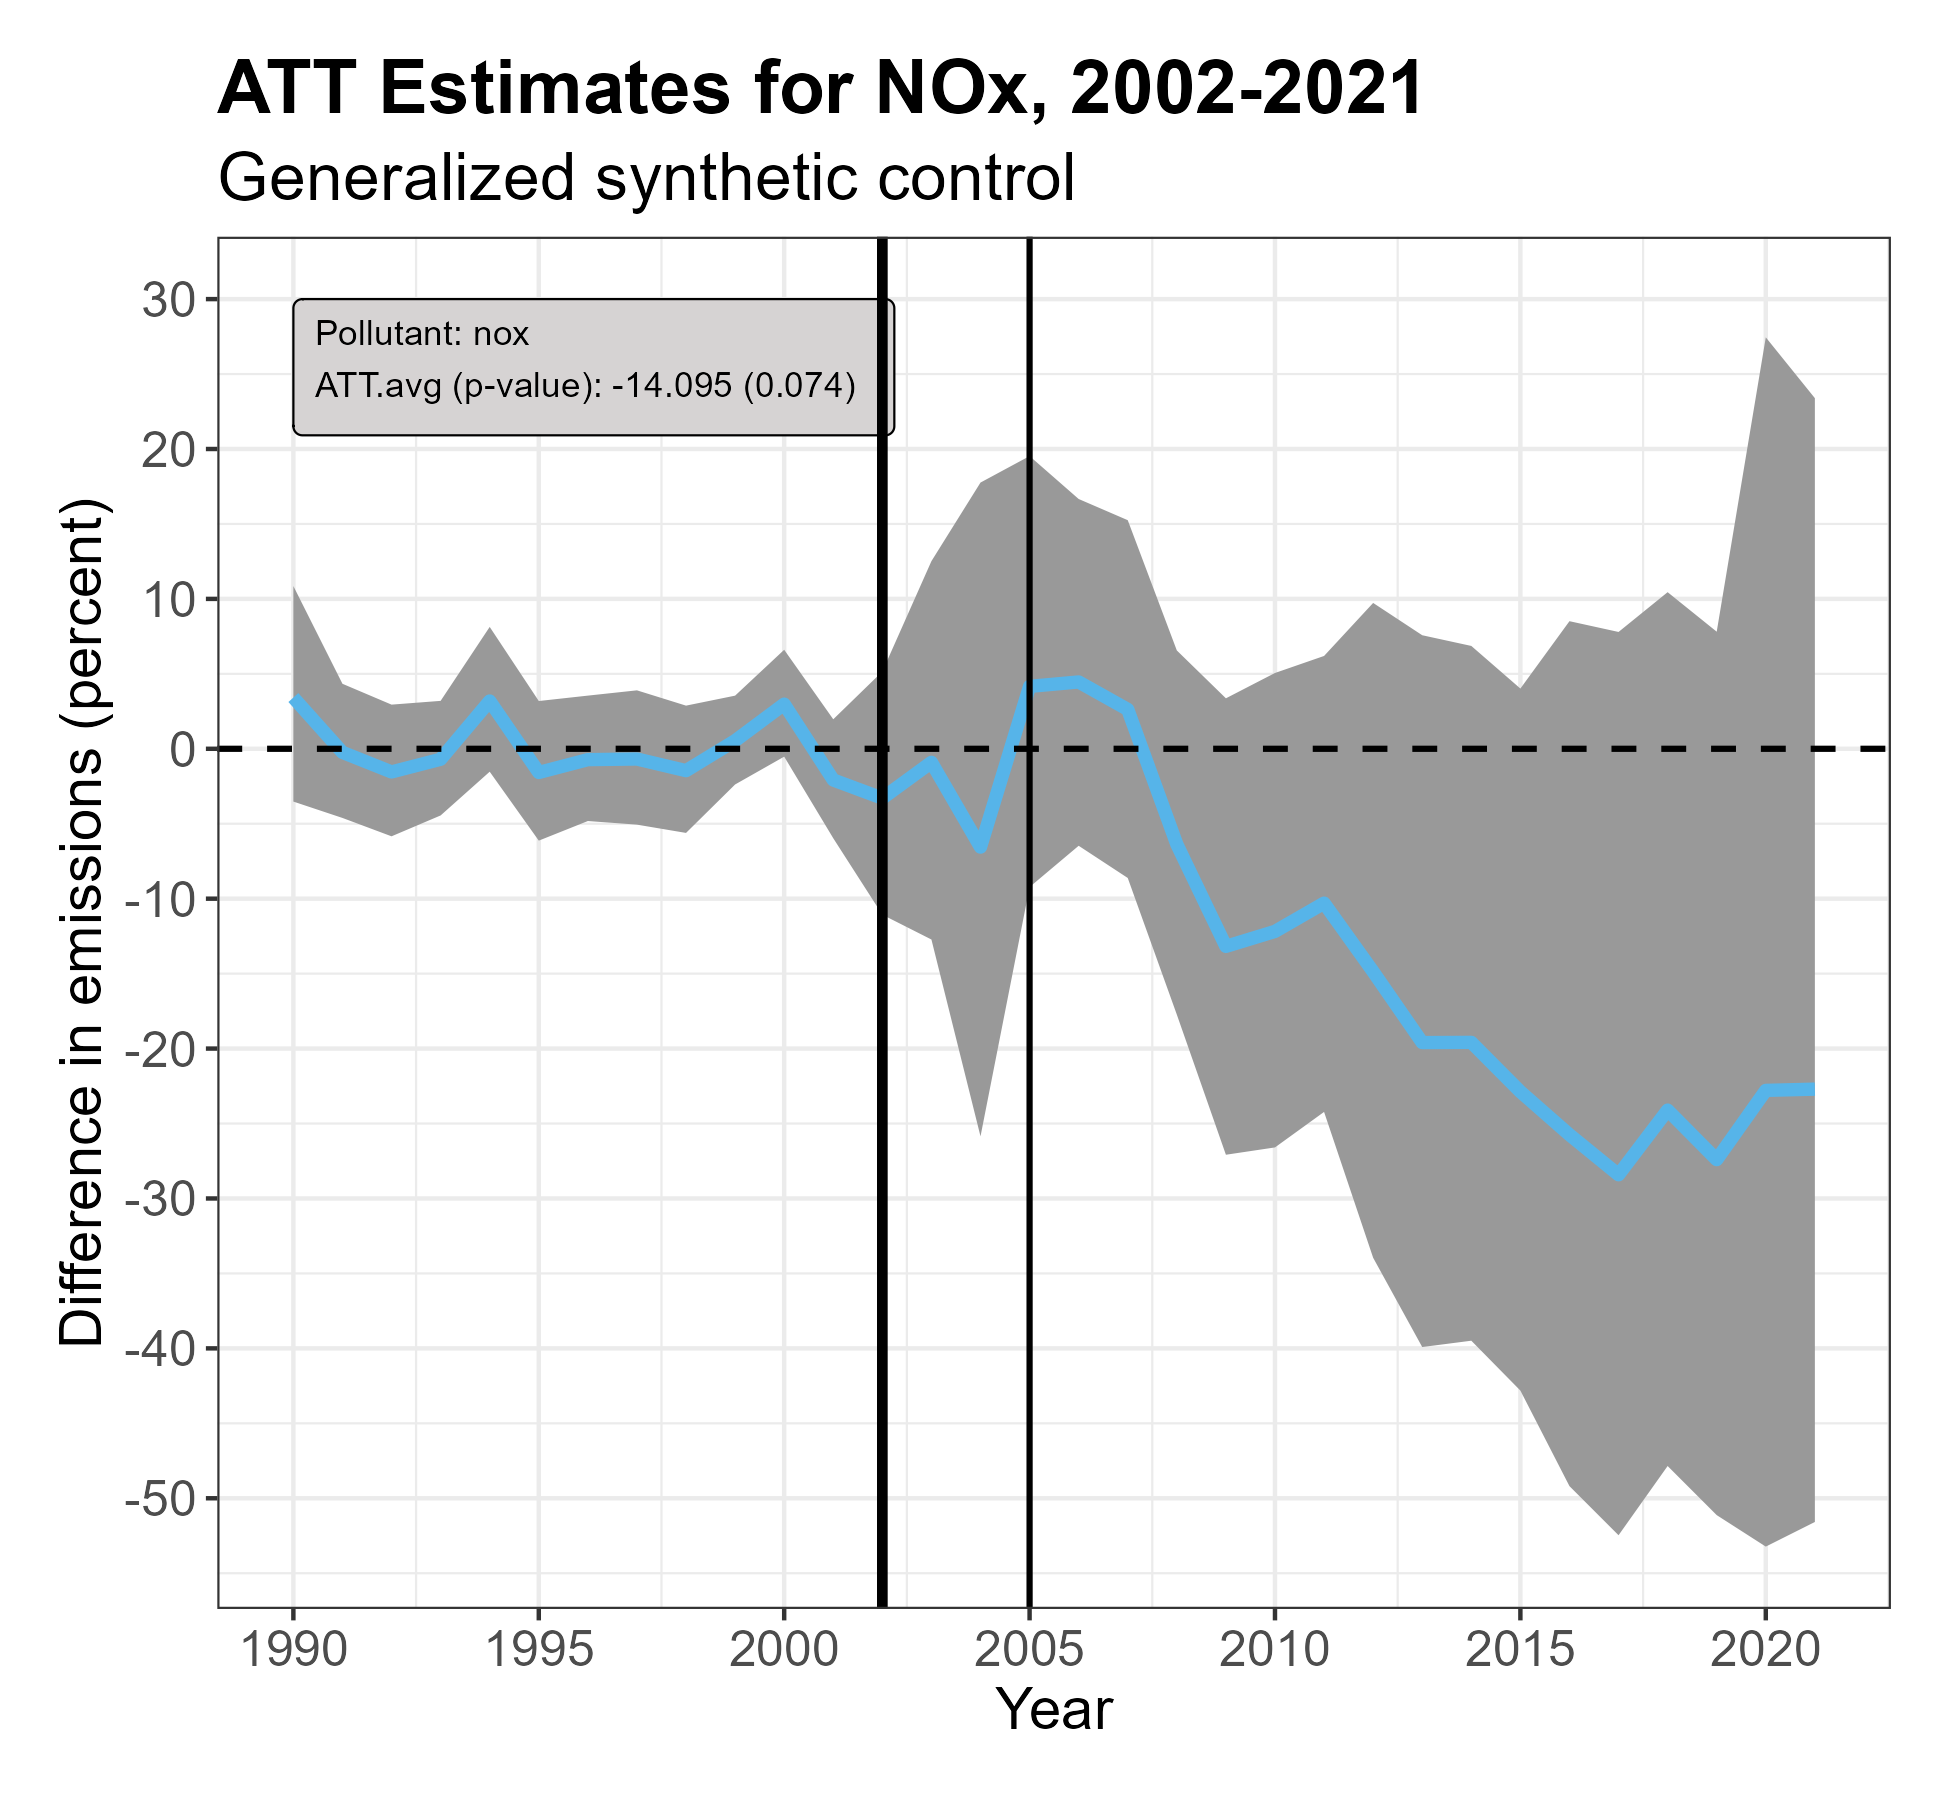 ATT Estimates for NOx, 2002-2021
Generalized synthetic control
Pollutant: nox
ATT.avg (p-value): -14.095 (0.074)
Difference in emissions (percent)
30
20
10
0
-10
-20
-30
-40
-50
1990 1995 2000 2005 2010 2015 2020
Year